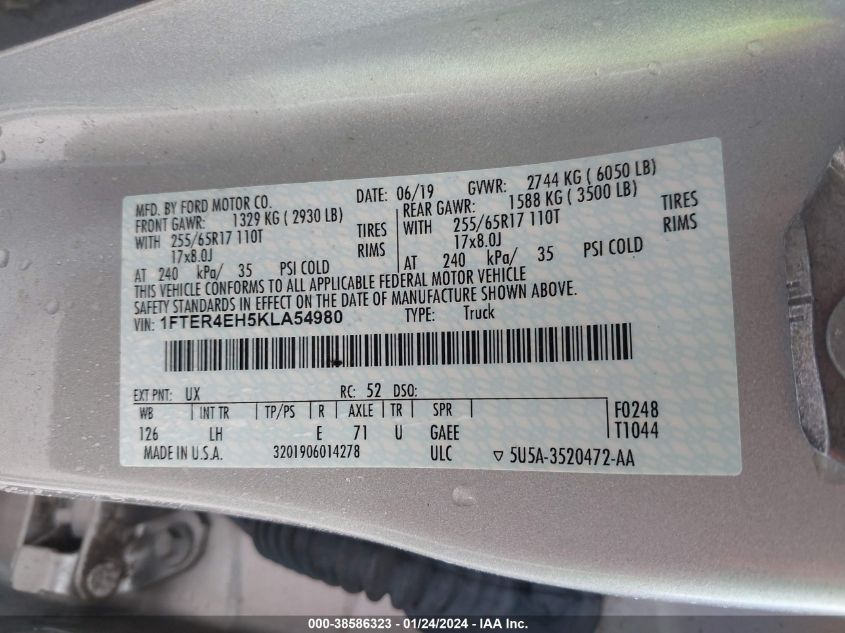 MFD. BY FORD MOTOR CO. DATE: 06/19 GVWR: 2744 KG ( 6050 LB)
FRONT GAWR: 1329 KG ( 2930 LB) REAR GAWR: 1588 KG ( 3500 LB)
WITH 255/65R17 110T TIRES WITH 255/65R17 110T TIRES
17x8.0J RIMS 17x8.0J RIMS
AT 240 kPa/ 35 PSI COLD AT 240 kPa/ 35 PSI COLD
THIS VEHICLE CONFORMS TO ALL APPLICABLE FEDERAL MOTOR VEHICLE
SAFETY STANDARDS IN EFFECT ON THE DATE OF MANUFACTURE SHOWN ABOVE.
VIN: 1FTER4EH5KLA54980 TYPE: Truck
EXT PNT: UX RC: 52 DSO:
WB INT TR TP/PS R AXLE TR SPR F0248
126 LH E 71 U GAEE T1044
MADE IN U.S.A. 3201906014278 ULC ▽ 5U5A-3520472-AA
000-38586323 - 01/24/2024 - IAA Inc.